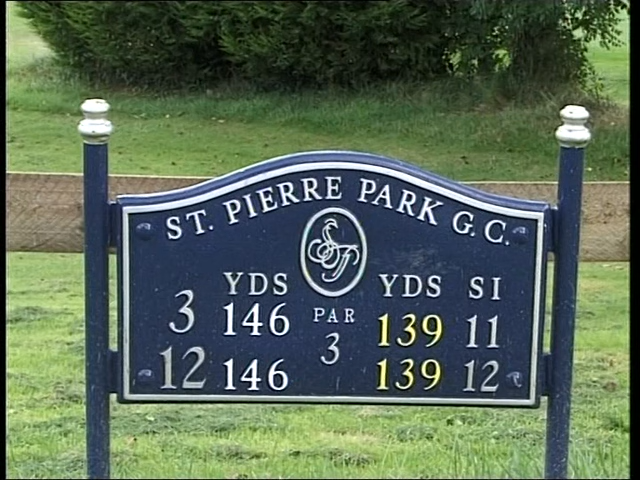 ST. PIERRE PARK G.C.
YDS YDS SI
3 146 PAR 139 11
12 146 3 139 12